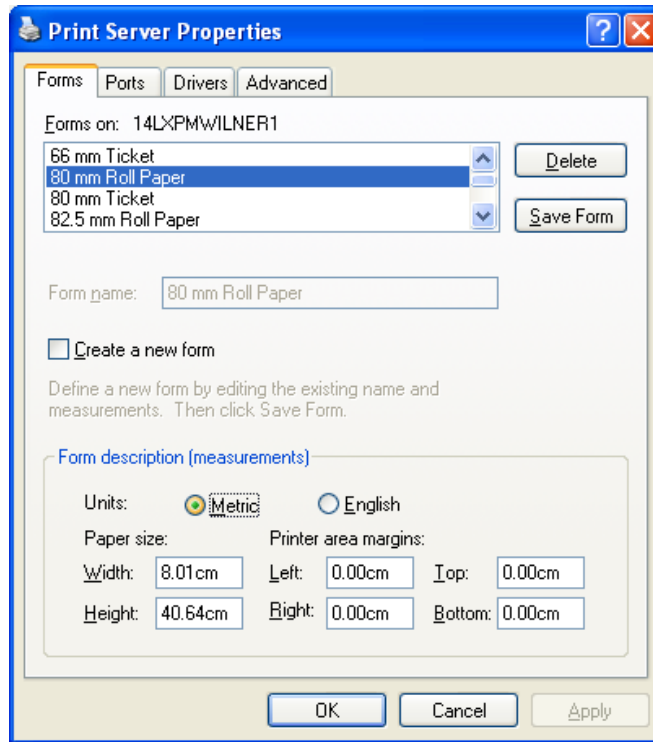 Print Server Properties
Forms Ports Drivers Advanced
Forms on: 14LXPMWILNER1
66 mm Ticket
80 mm Roll Paper
80 mm Ticket
82.5 mm Roll Paper
Delete
Save Form
Form name: 80 mm Roll Paper
Create a new form
Define a new form by editing the existing name and
measurements. Then click Save Form.
Form description (measurements)
Units: Metric English
Paper size: Printer area margins:
Width: 8.01cm Left: 0.00cm Top: 0.00cm
Height: 40.64cm Right: 0.00cm Bottom: 0.00cm
OK Cancel Apply